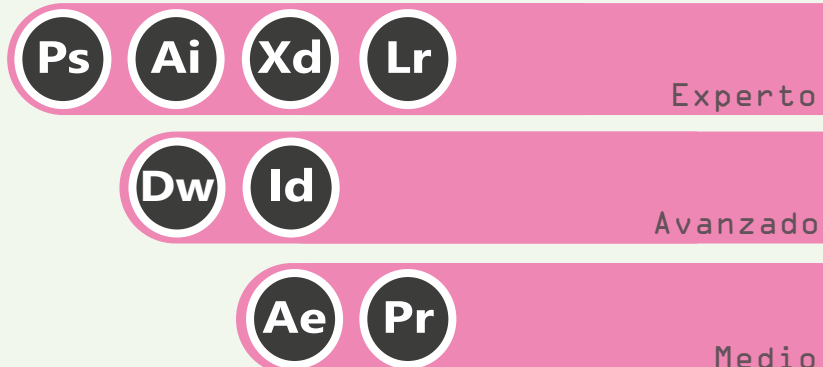 Ps Ai Xd Lr
Experto
Dw Id
Avanzado
Ae Pr
Medio